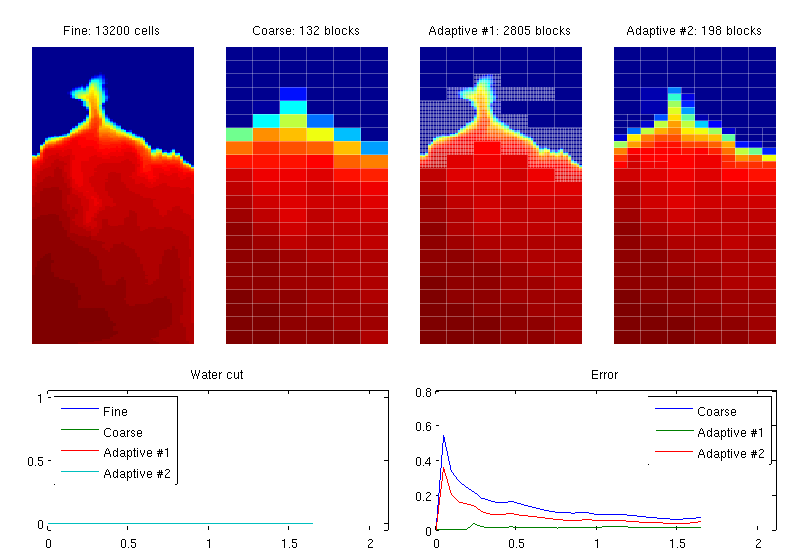 Fine: 13200 cells
Coarse: 132 blocks
Adaptive #1: 2805 blocks
Adaptive #2: 198 blocks
Water cut
1
0.5
0
Fine
Coarse
Adaptive #1
Adaptive #2
0
0.5
1
1.5
2
Error
0.8
0.6
0.4
0.2
0
Coarse
Adaptive #1
Adaptive #2
0
0.5
1
1.5
2